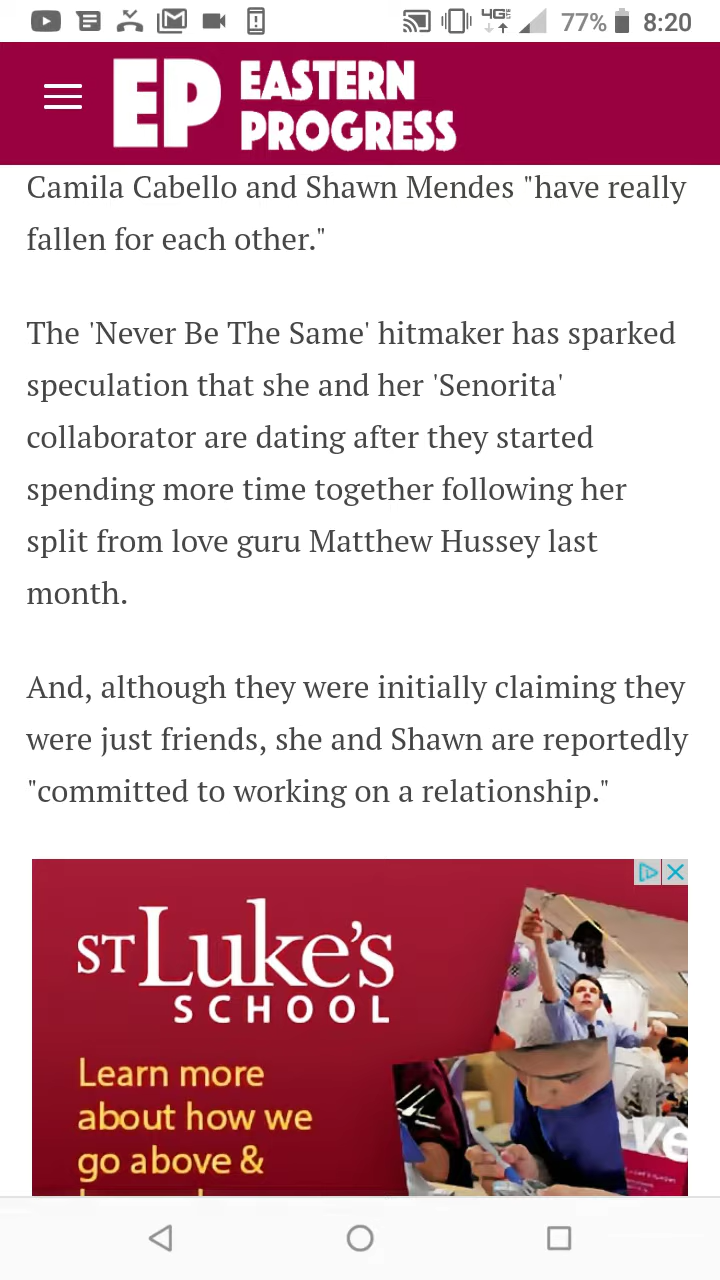 4GE 77% 8:20
EP EASTERN
PROGRESS
Camila Cabello and Shawn Mendes "have really
fallen for each other."
The 'Never Be The Same' hitmaker has sparked
speculation that she and her 'Senorita'
collaborator are dating after they started
spending more time together following her
split from love guru Matthew Hussey last
month.
And, although they were initially claiming they
were just friends, she and Shawn are reportedly
"committed to working on a relationship."
ST Luke's
SCHOOL
Learn more
about how we
go above &
ve